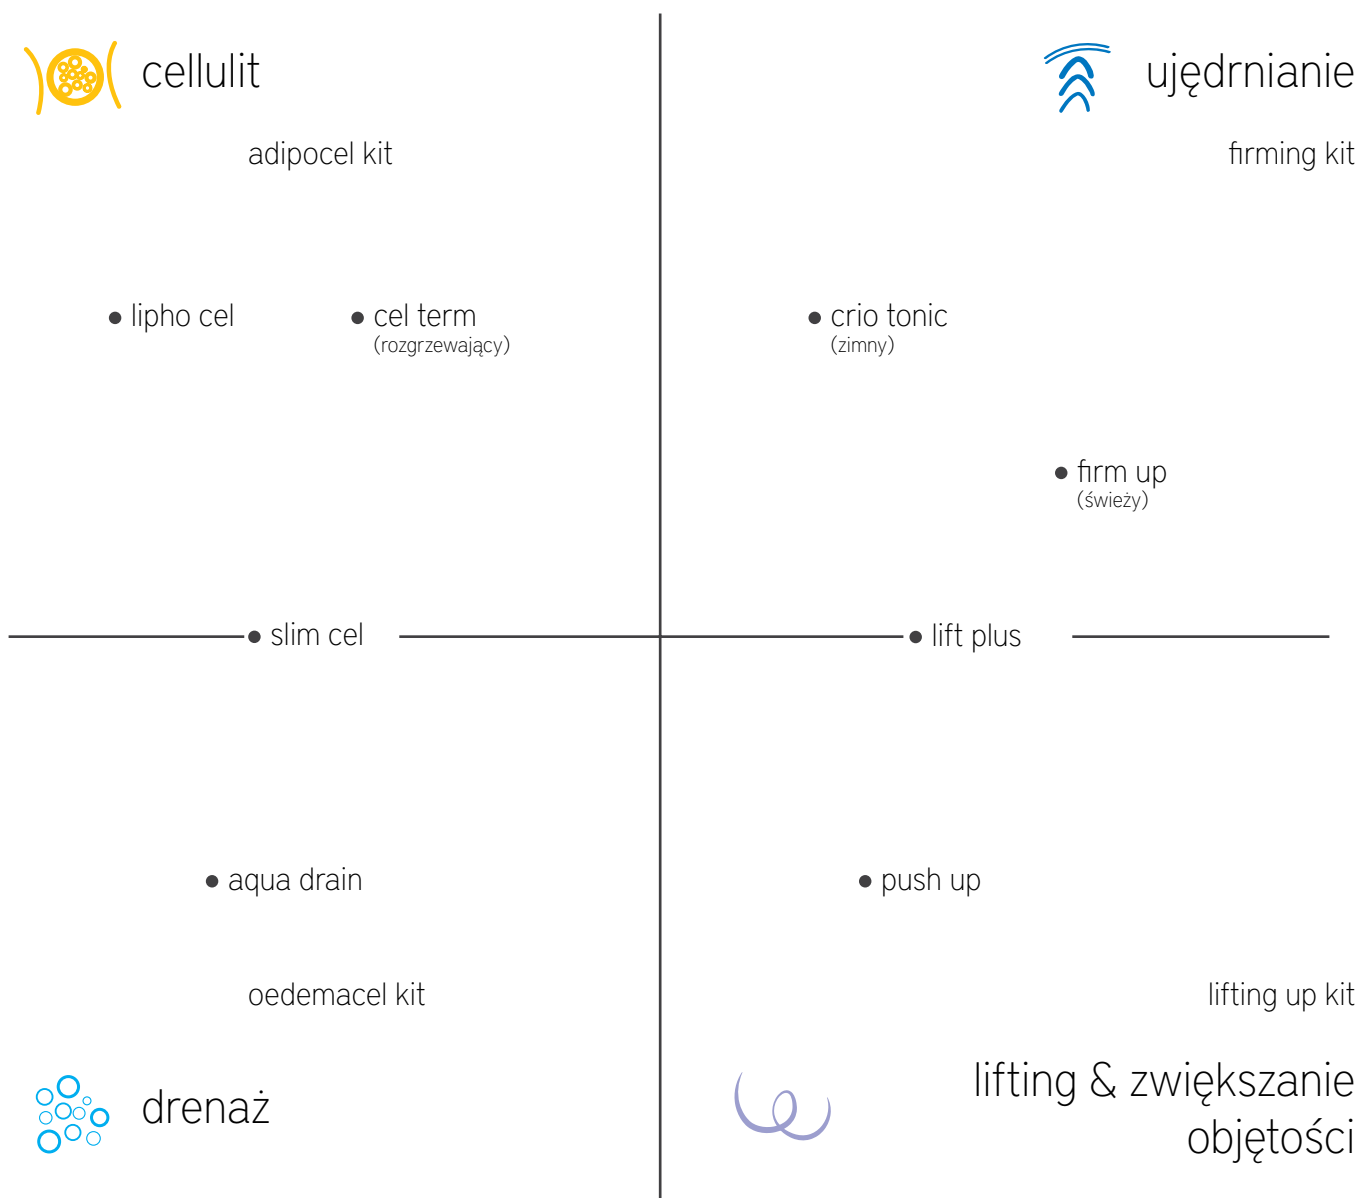 cellulit
ujędrnianie
adipocel kit
firming kit
lipho cel
cel term
(rozgrzewający)
crio tonic
(zimny)
firm up
(świeży)
slim cel
lift plus
aqua drain
push up
oedemacel kit
lifting up kit
drenaż
lifting & zwiększanie
objętości